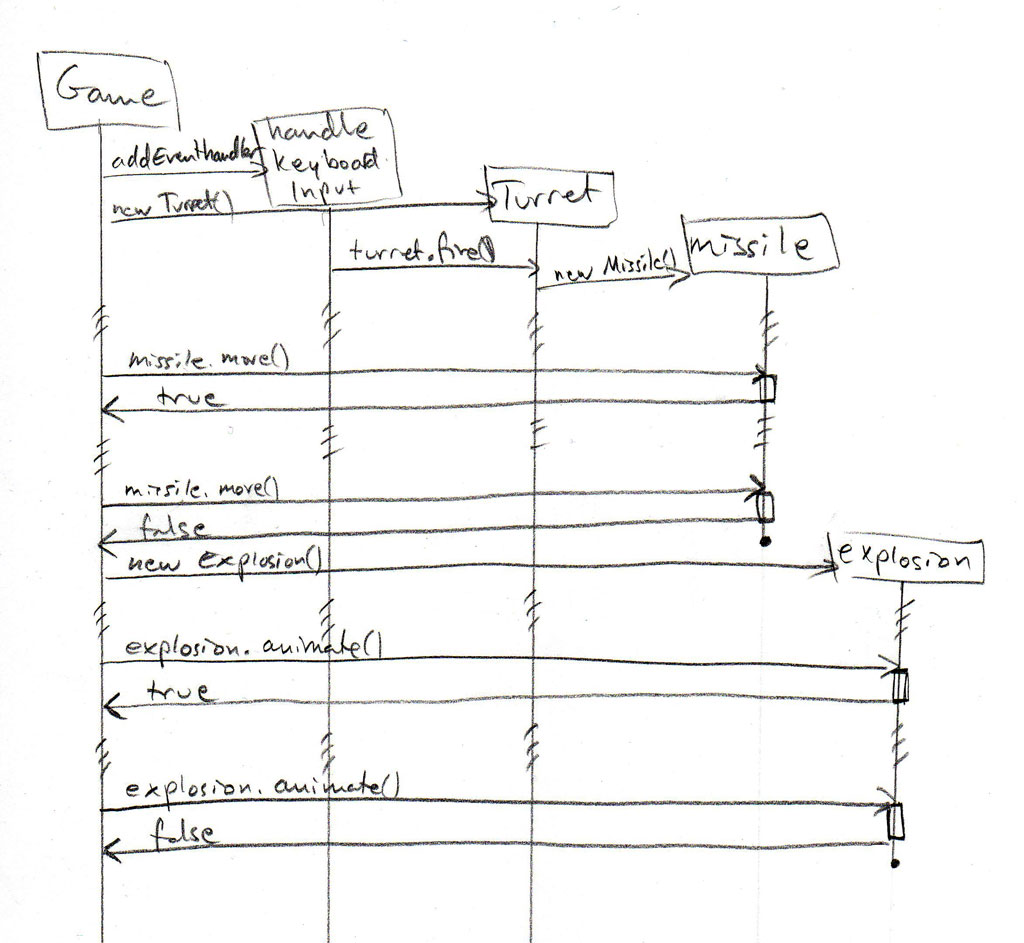 Game
handle
addEventhandler
keyboard
Input
new Turret()
Turret
turret.fire()
new Missile()
missile
missile.move()
true
missile.move()
false
new Explosion()
explosion
explosion.animate()
true
explosion.animate()
false